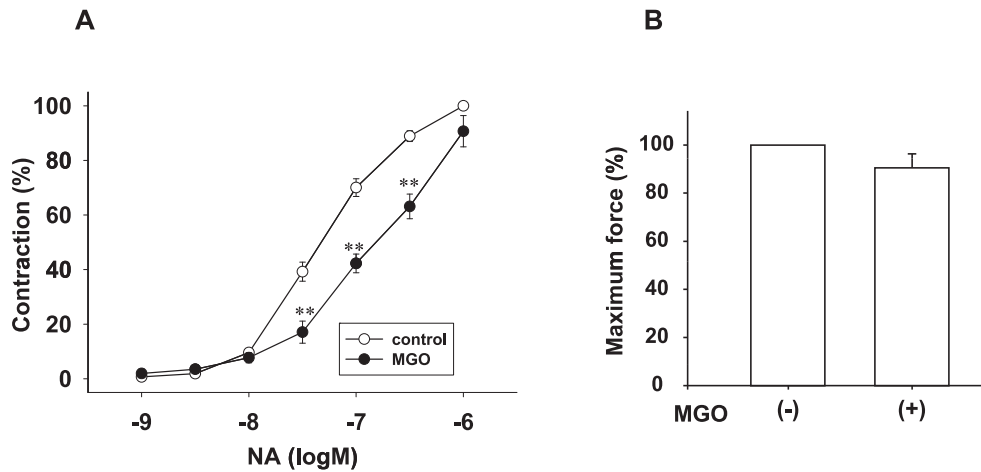 A
B
100
80
60
40
20
0
Contraction (%)
**
**
**
control
MGO
-9
-8
-7
-6
NA (logM)
100
80
60
40
20
0
Maximum force (%)
MGO
(-)
(+)